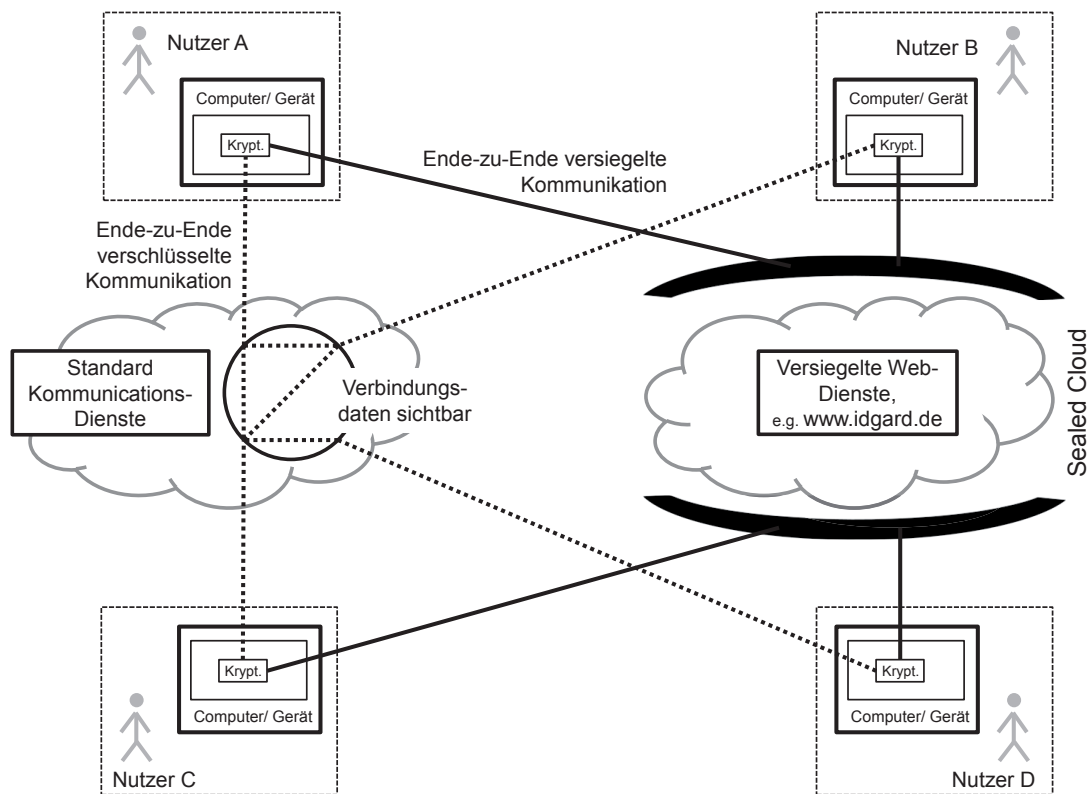 Nutzer A
Computer/ Gerät
Krypt.
Nutzer B
Computer/ Gerät
Krypt.
Ende-zu-Ende versiegelte
Kommunikation
Ende-zu-Ende
verschlüsselte
Kommunikation
Standard
Kommunications-
Dienste
Verbindungs-
daten sichtbar
Versiegelte Web-
Dienste,
e.g. www.idgard.de
Sealed Cloud
Krypt.
Computer/ Gerät
Nutzer C
Krypt.
Computer/ Gerät
Nutzer D